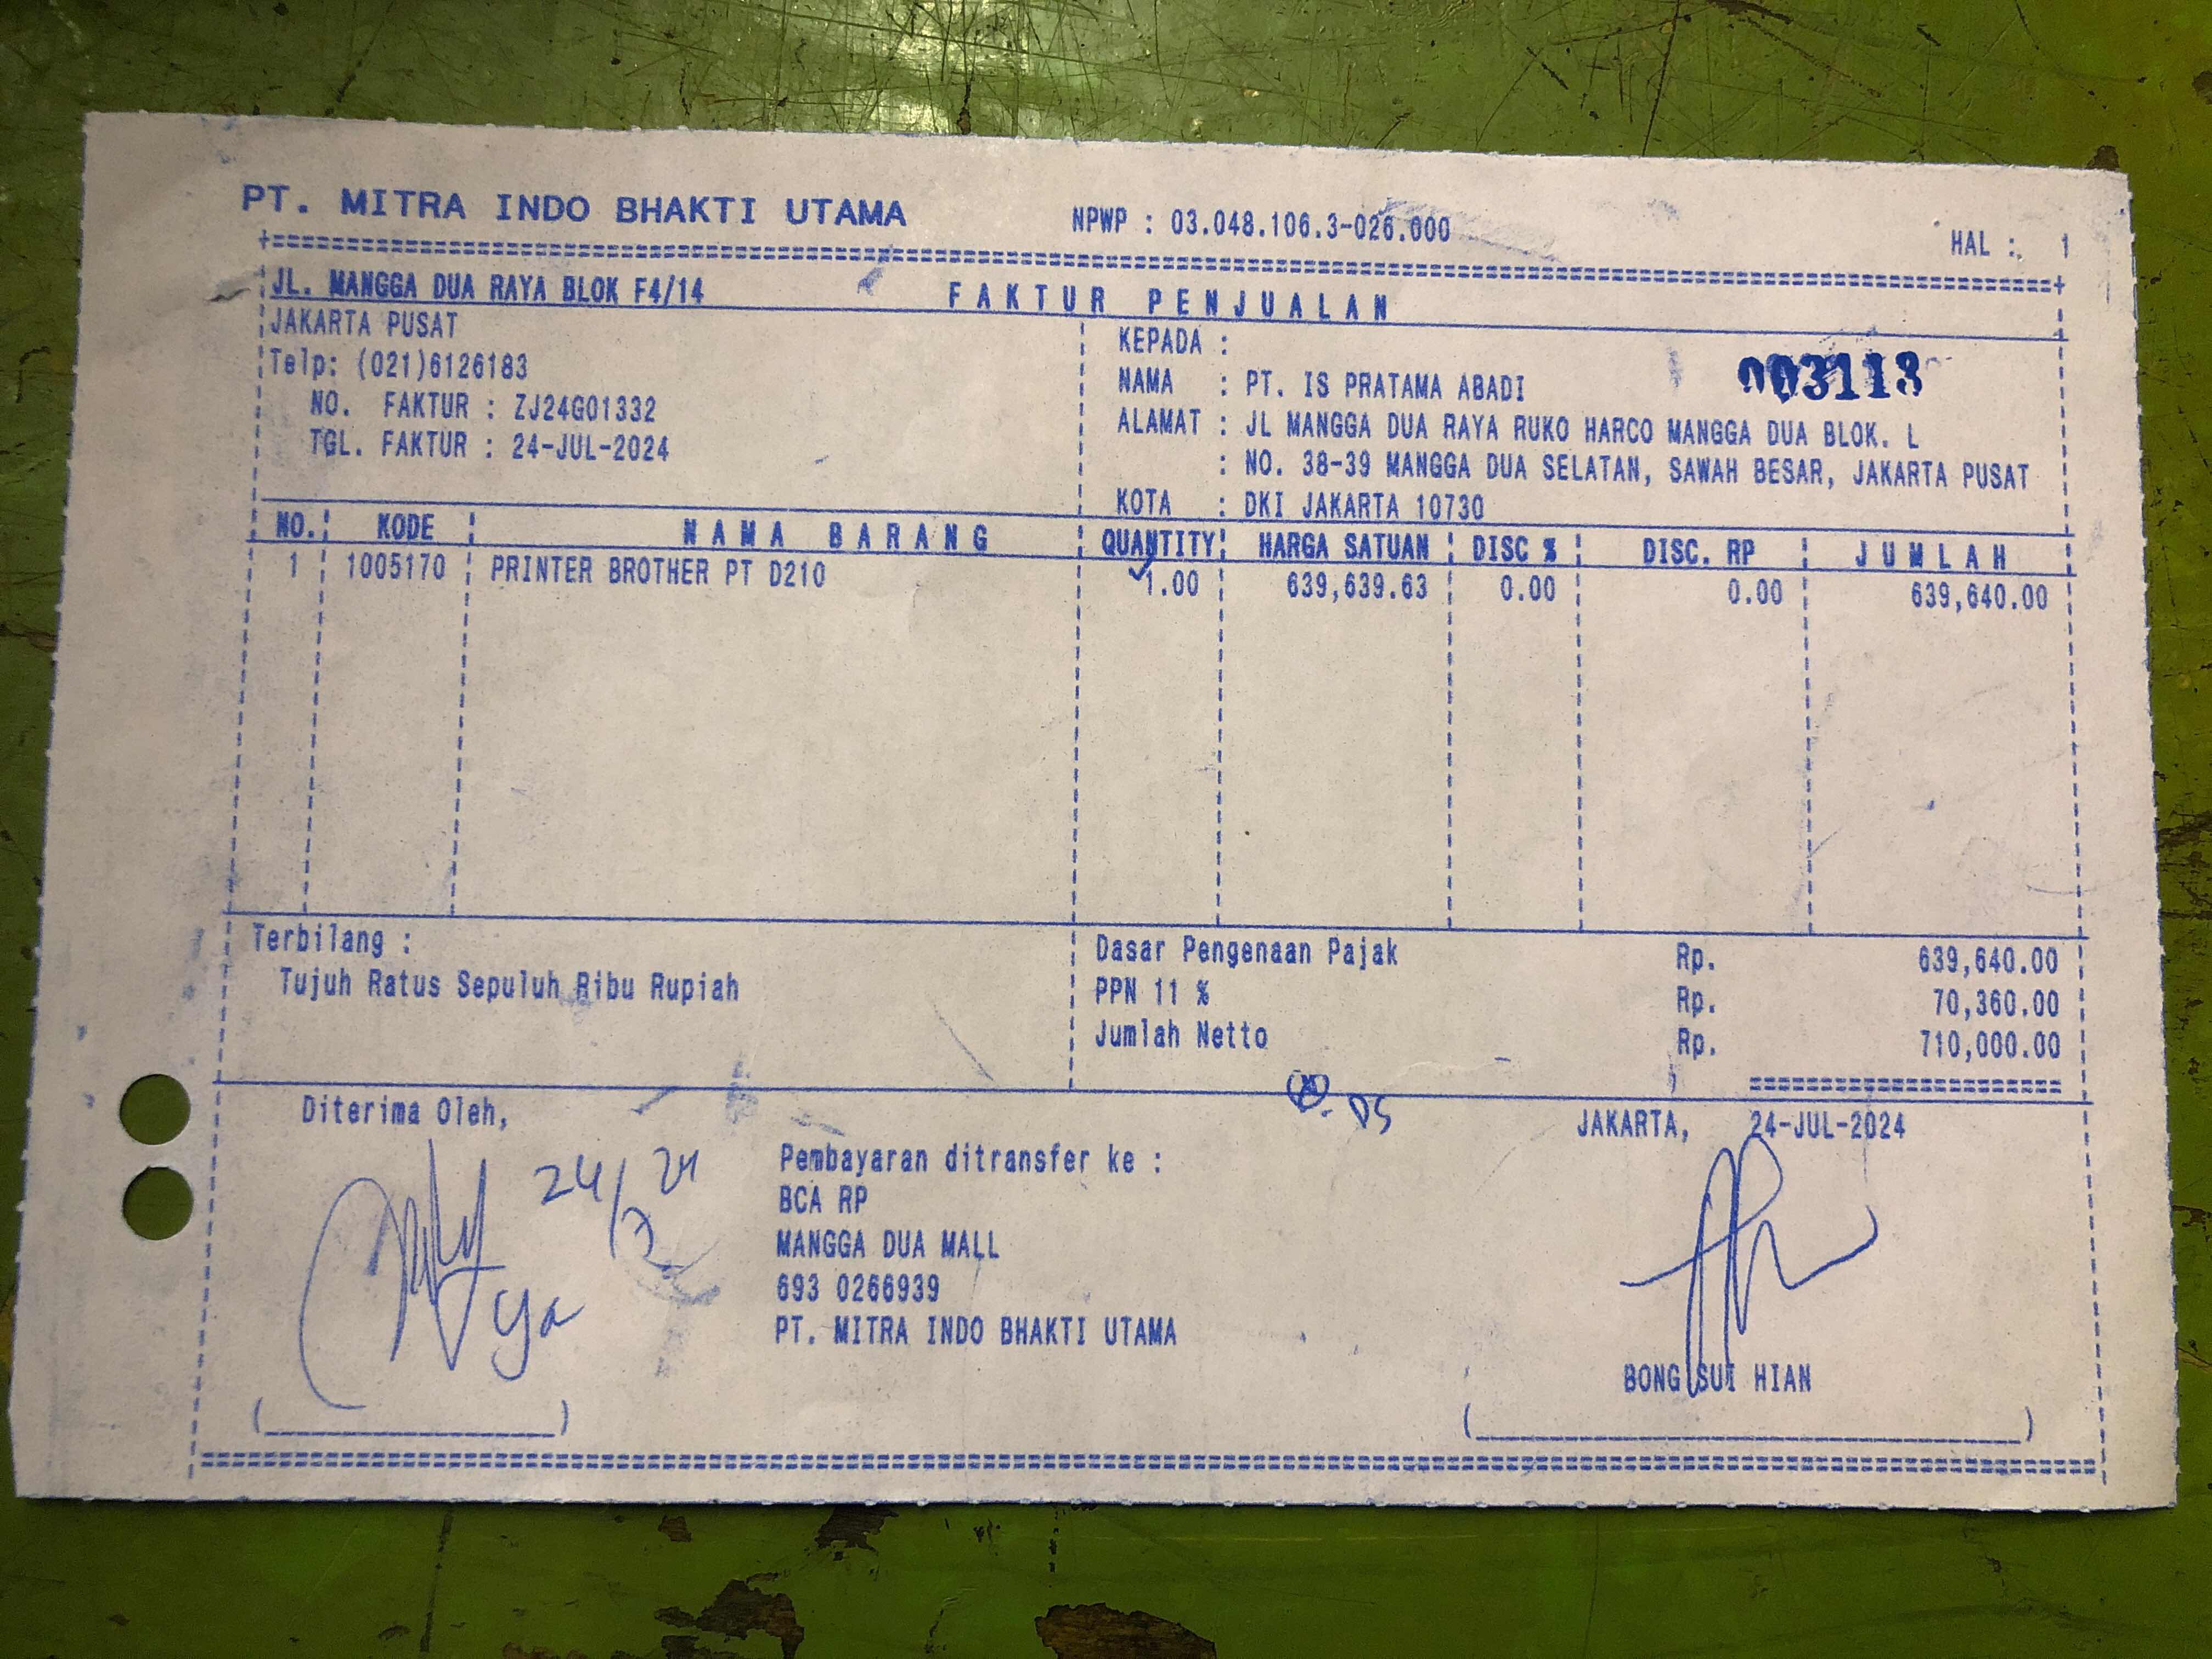 PT. MITRA INDO BHAKTI UTAMA NPWP : 03.048.106.3-026.000 HAL : 1
JL. MANGGA DUA RAYA BLOK F4/14 FAKTUR PENJUALAN
JAKARTA PUSAT
Telp: (021)6126183
NO. FAKTUR : ZJ24G01332
TGL. FAKTUR : 24-JUL-2024
KEPADA :
003113
NAMA : PT. IS PRATAMA ABADI
ALAMAT : JL MANGGA DUA RAYA RUKO HARCO MANGGA DUA BLOK. L
: NO. 38-39 MANGGA DUA SELATAN, SAWAH BESAR, JAKARTA PUSAT
KOTA : DKI JAKARTA 10730
NO. KODE NAMA BARANG QUANTITY HARGA SATUAN DISC % DISC. RP JUMLAH
1 1005170 PRINTER BROTHER PT D210 1.00 639,639.63 0.00 0.00 639,640.00
Terbilang :
Tujuh Ratus Sepuluh Ribu Rupiah
Dasar Pengenaan Pajak Rp. 639,640.00
PPN 11 % Rp. 70,360.00
Jumlah Netto Rp. 710,000.00
Diterima Oleh,
24/7 24
Pembayaran ditransfer ke :
BCA RP
MANGGA DUA MALL
693 0266939
PT. MITRA INDO BHAKTI UTAMA
JAKARTA, 24-JUL-2024
BONG SUI HIAN